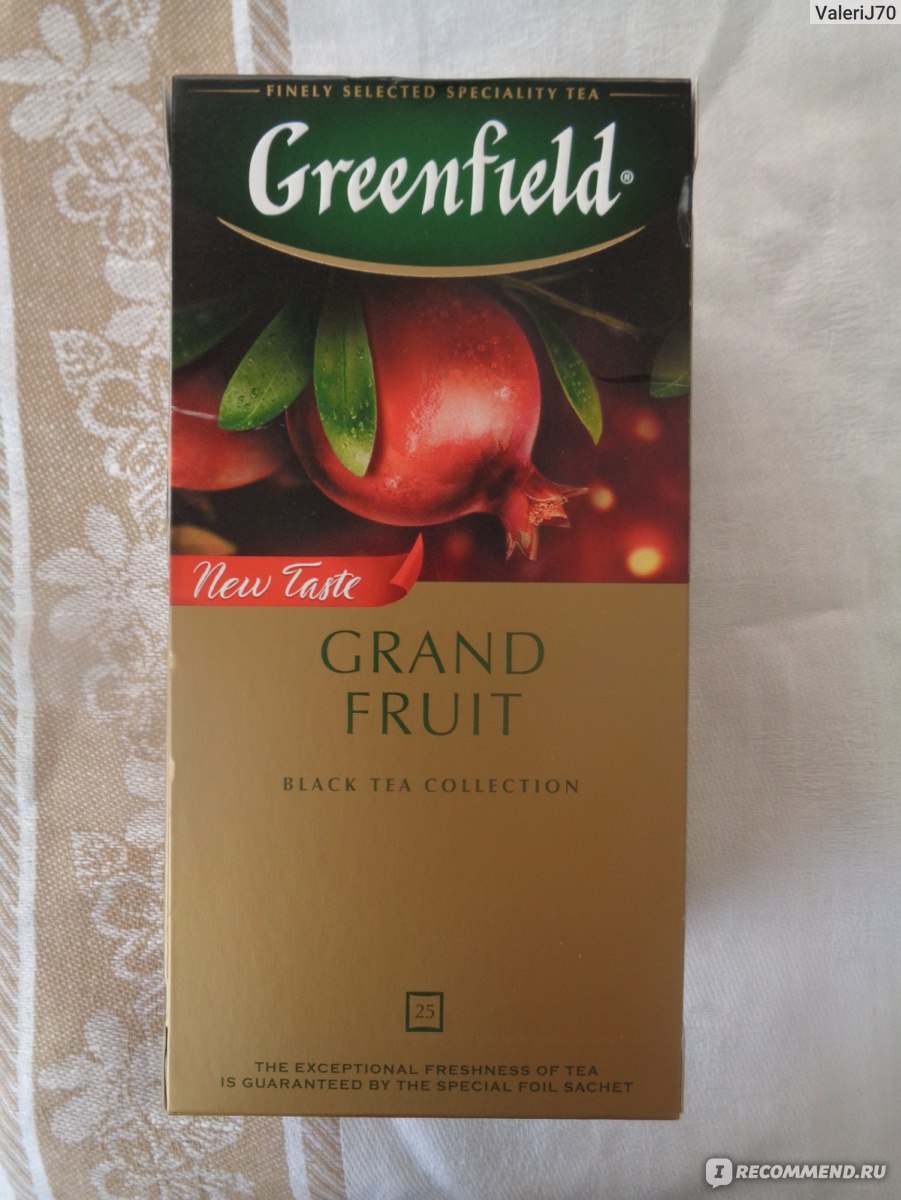 ValeriJ70
FINELY SELECTED SPECIALITY TEA
Greenfield®
New Taste
GRAND
FRUIT
BLACK TEA COLLECTION
25
THE EXCEPTIONAL FRESHNESS OF TEA
IS GUARANTEED BY THE SPECIAL FOIL SACHET
IRECOMMEND.RU